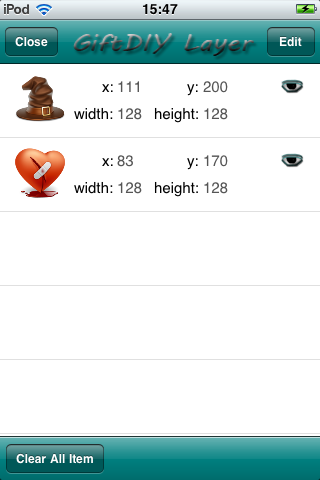 iPod 15:47
Close GiftDIY Layer Edit
x: 111 y: 200
width: 128 height: 128
x: 83 y: 170
width: 128 height: 128
Clear All Item